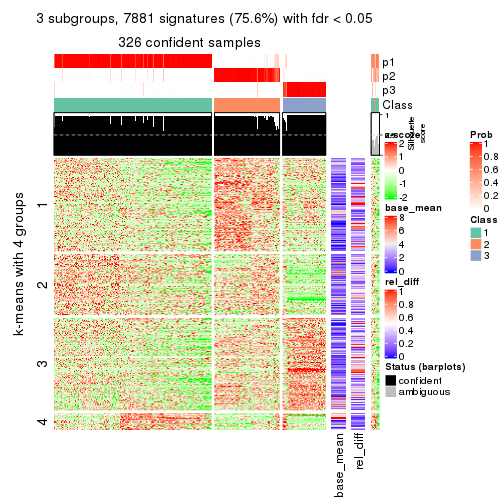 3 subgroups, 7881 signatures (75.6%) with fdr < 0.05
326 confident samples
p1
p2
p3
Class
1
Silhouette
score
z-score
2
1
0
-1
-2
base_mean
8
6
4
2
0
rel_diff
1
0.8
0.6
0.4
0.2
0
Status (barplots)
confident
ambiguous
Prob
1
0.8
0.6
0.4
0.2
0
Class
1
2
3
k-means with 4 groups
1
2
3
4
base_mean
rel_diff